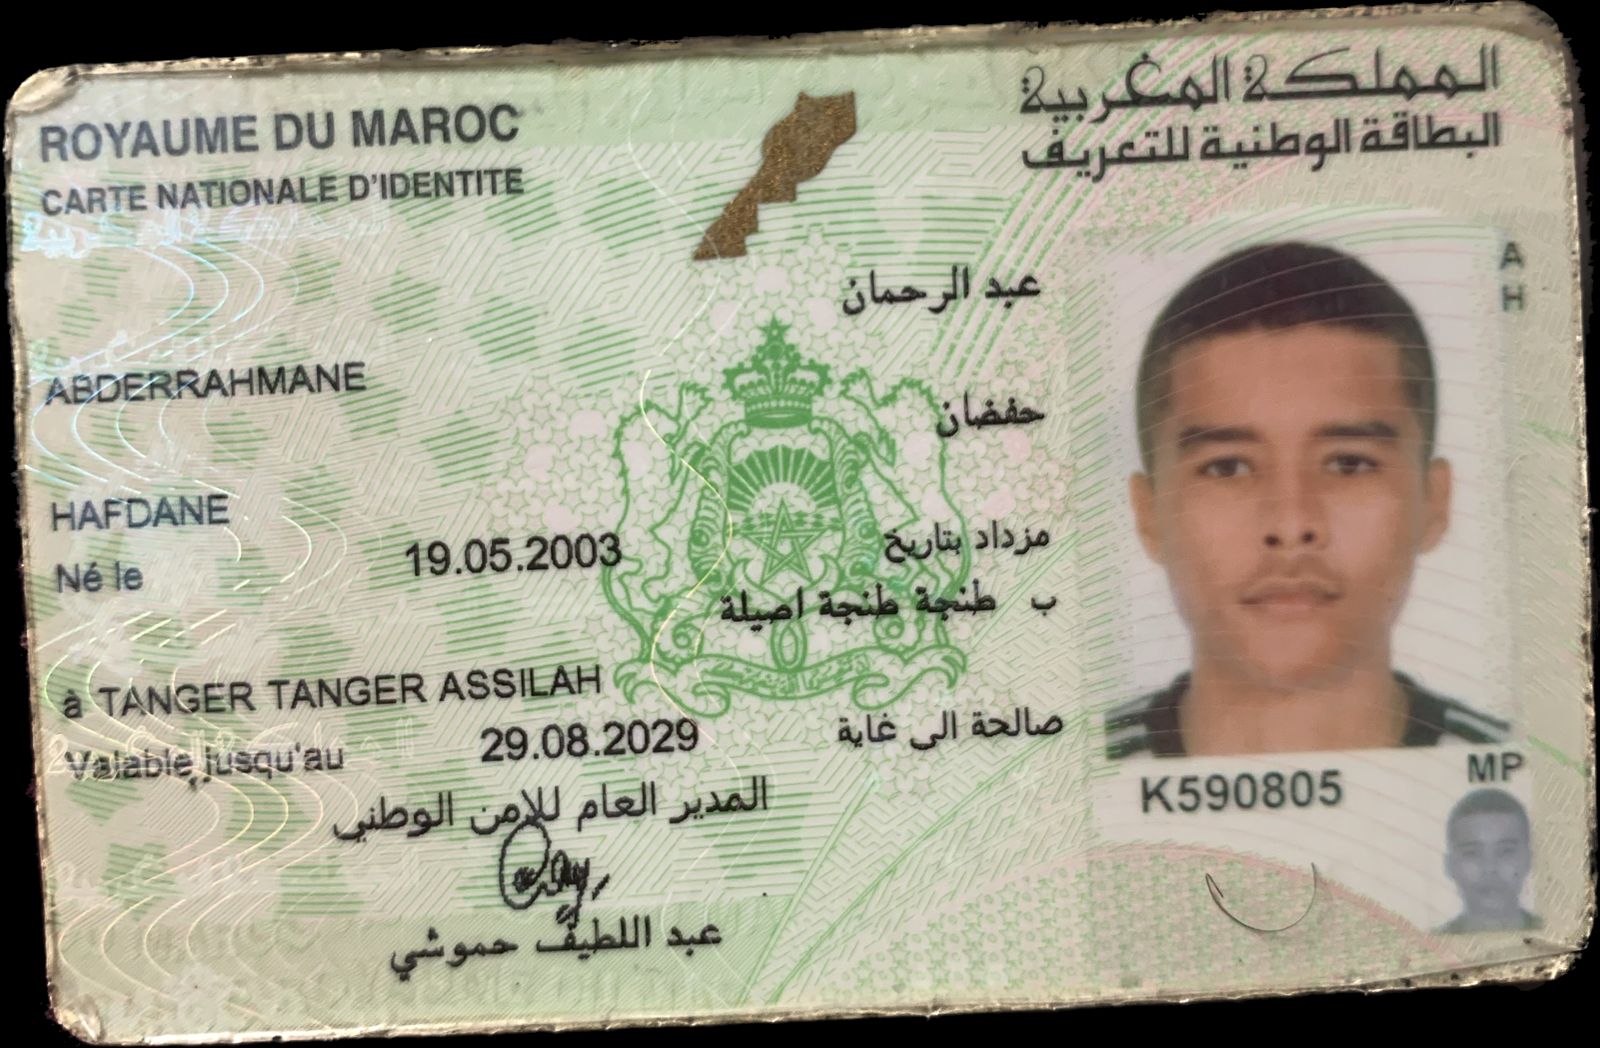 ROYAUME DU MAROC
المملكة المغربية
CARTE NATIONALE D'IDENTITE
البطاقة الوطنية للتعريف
عبد الرحمان
ABDERRAHMANE
حفضان
HAFDANE
مزداد بتاريخ
Né le 19.05.2003
ب طنجة طنجة اصيلة
à TANGER TANGER ASSILAH
Valable jusqu'au 29.08.2029 صالحة الى غاية
المدير العام للامن الوطني
عبد اللطيف حموشي
A
H
MP
K590805